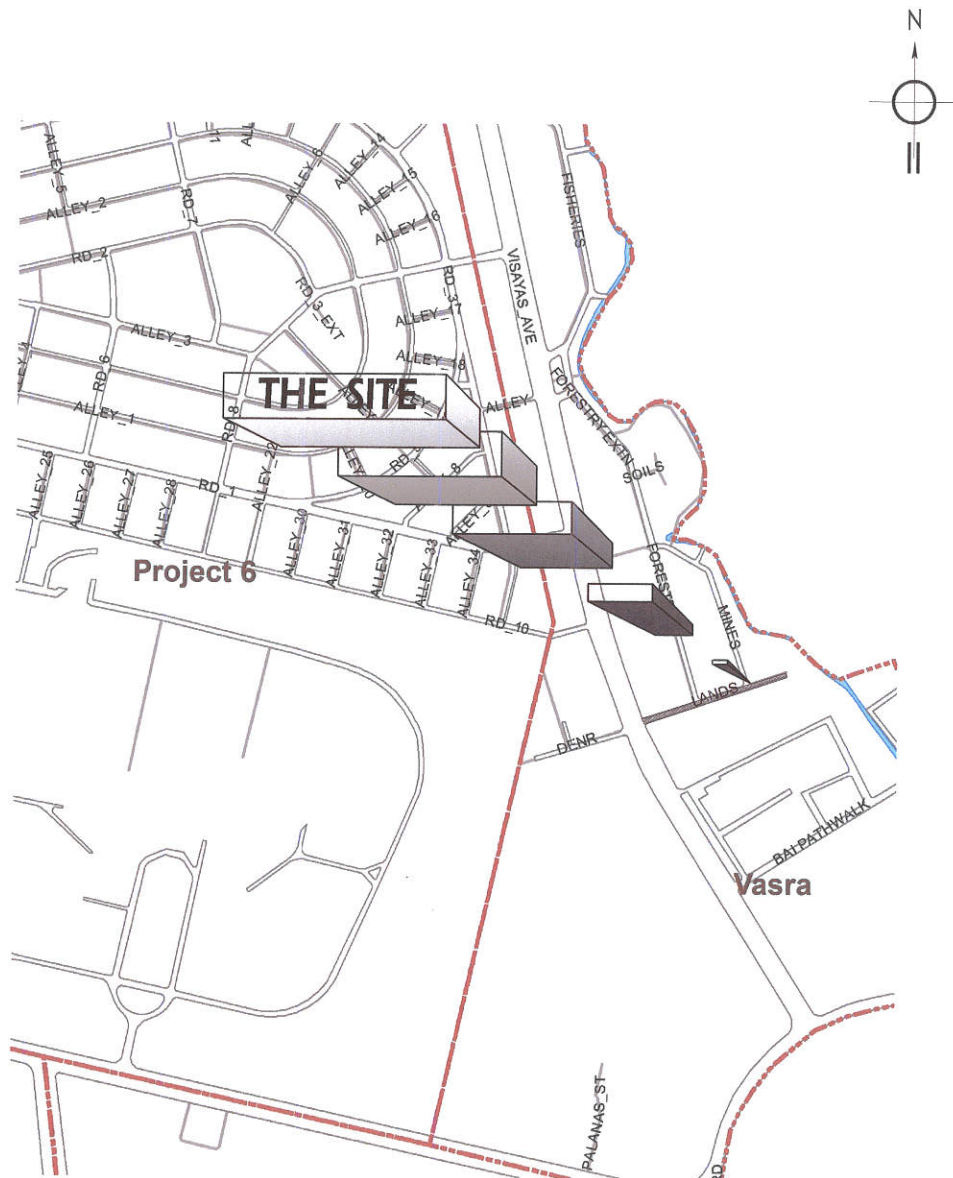 N
ALLEY_14
ALLEY_6
ALLEY_15
ALLEY_5
ALLEY_16
ALLEY_2
RD_7
FISHERIES
RD_2
VISAYAS_AVE
RD_3_EXT
RD_3
ALLEY_17
ALLEY_3
ALLEY_18
RD_6
FORESTRY EXTN
THE SITE
ALLEY
ALLEY_1
RD_8
SOILS
ALLEY_22
RD_1
ALLEY_25
ALLEY_26
ALLEY_27
ALLEY_28
ALLEY_30
ALLEY_31
ALLEY_32
ALLEY_33
ALLEY_34
Project 6
RD_10
MINES
LANDS
DENR
BAI PATHWALK
Vasra
PALANAS_ST
RD